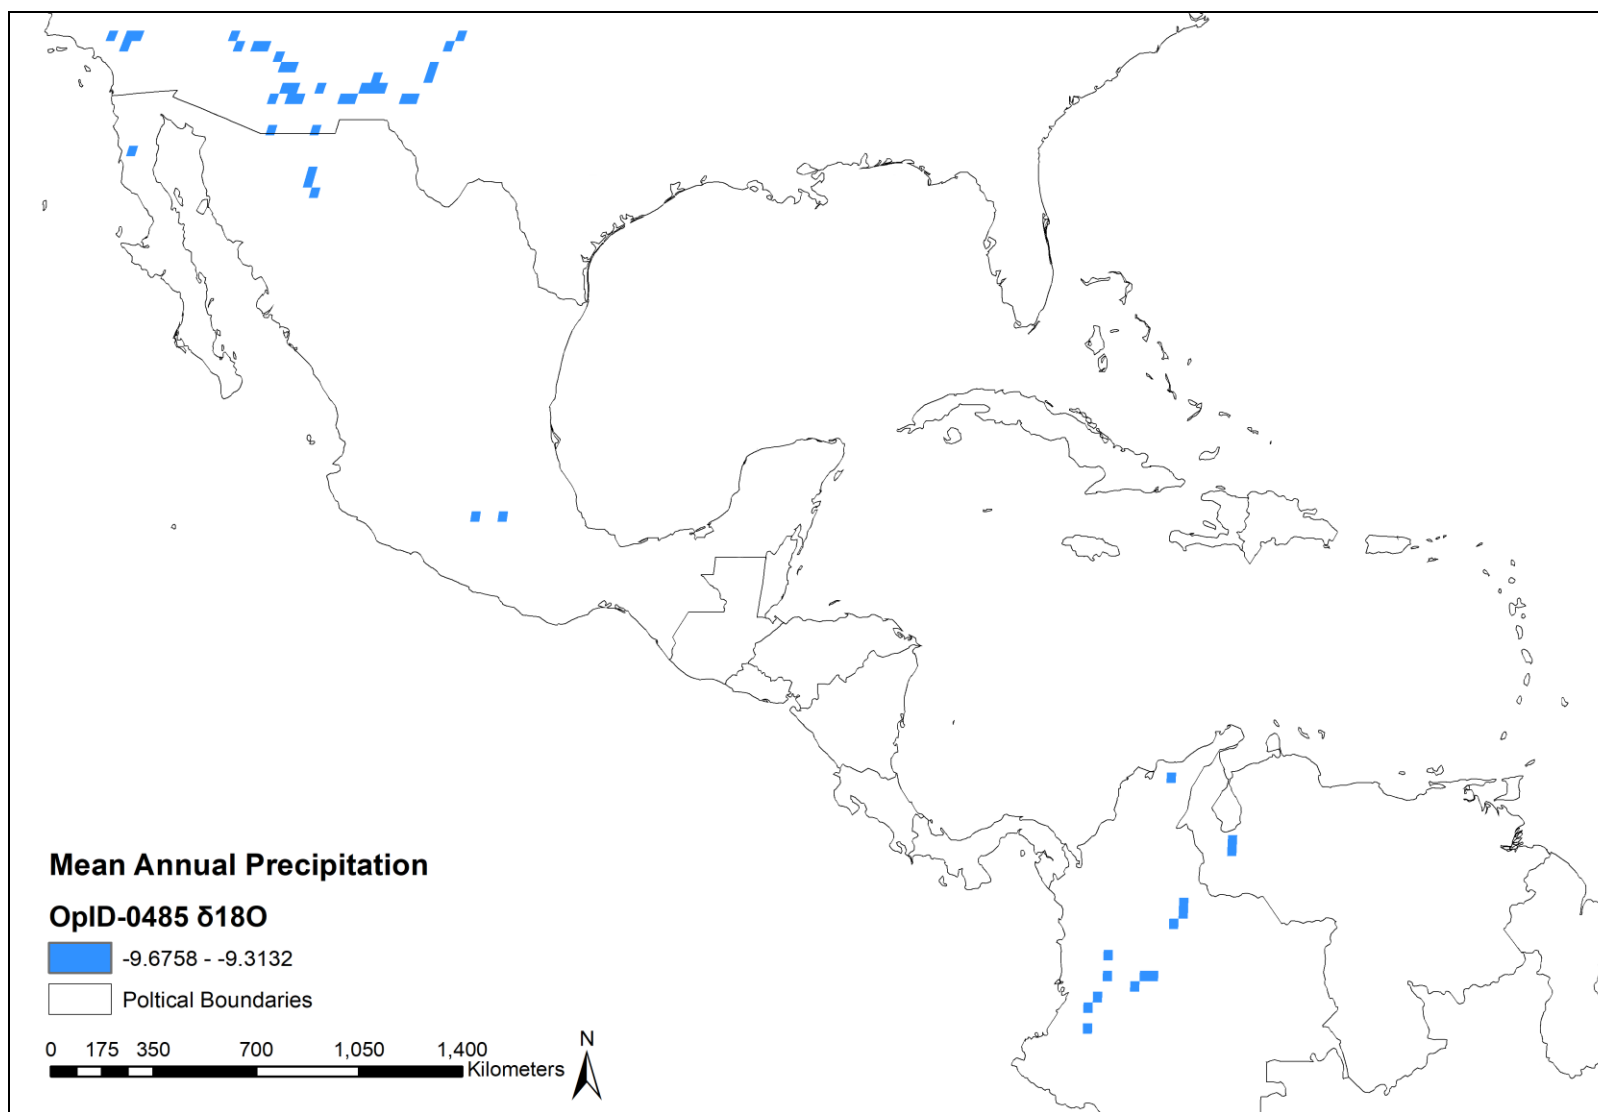 Mean Annual Precipitation
OpID-0485 δ18O
-9.6758 - -9.3132
Poltical Boundaries
0 175 350 700 1,050 1,400
Kilometers
N